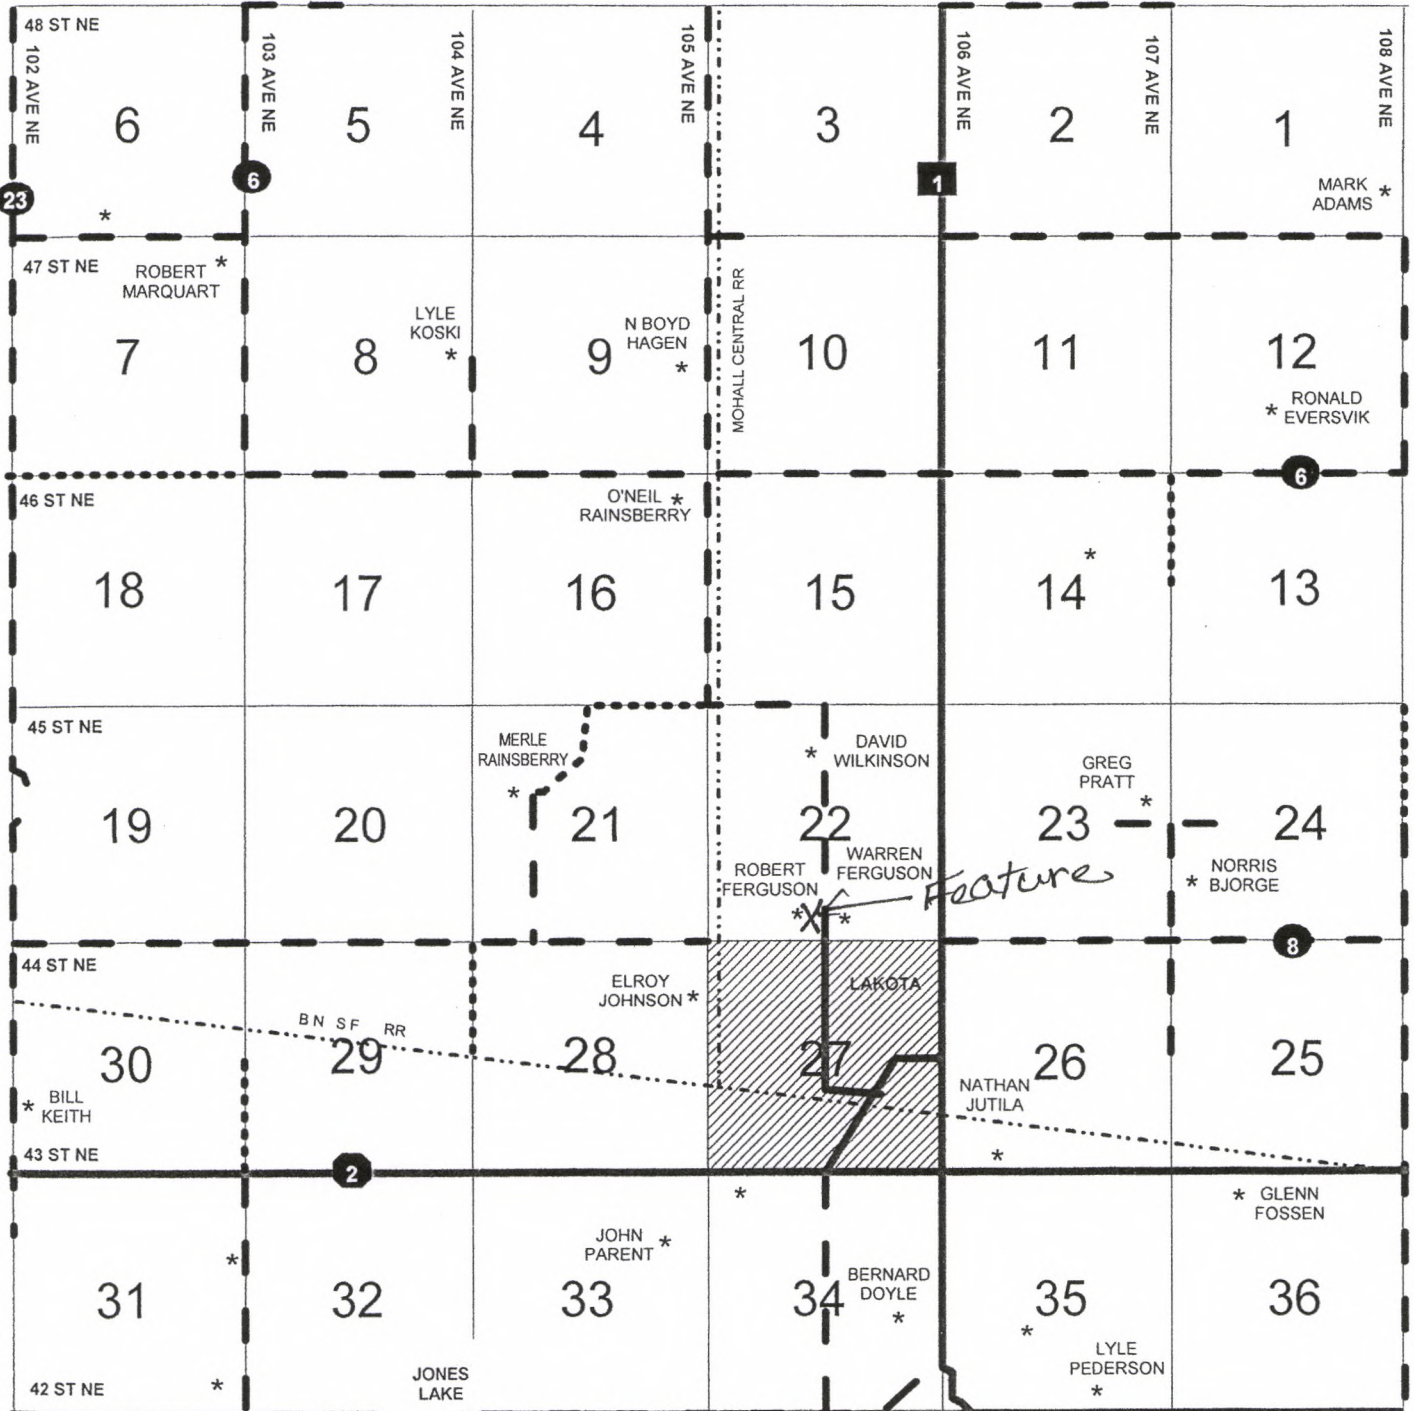 48 ST NE
102 AVE NE
103 AVE NE
104 AVE NE
105 AVE NE
106 AVE NE
107 AVE NE
108 AVE NE
6
5
4
3
2
1
23
6
1
MARK
ADAMS
*
*
47 ST NE
ROBERT *
MARQUART
LYLE
KOSKI
*
N BOYD
HAGEN
*
MOHALL CENTRAL RR
7
8
9
10
11
12
* RONALD
EVERSVIK
6
46 ST NE
O'NEIL *
RAINSBERRY
*
18
17
16
15
14
13
45 ST NE
MERLE
RAINSBERRY
*
* DAVID
WILKINSON
GREG
PRATT
*
19
20
21
22
23
24
ROBERT
FERGUSON
*X
WARREN
FERGUSON
*
Feature
* NORRIS
BJORGE
8
44 ST NE
ELROY
JOHNSON *
LAKOTA
BN SF RR
30
29
28
27
26
25
* BILL
KEITH
NATHAN
JUTILA
*
43 ST NE
2
*
* GLENN
FOSSEN
*
JOHN
PARENT *
BERNARD
DOYLE
*
31
32
33
34
35
36
*
LYLE
PEDERSON
*
42 ST NE
*
JONES
LAKE